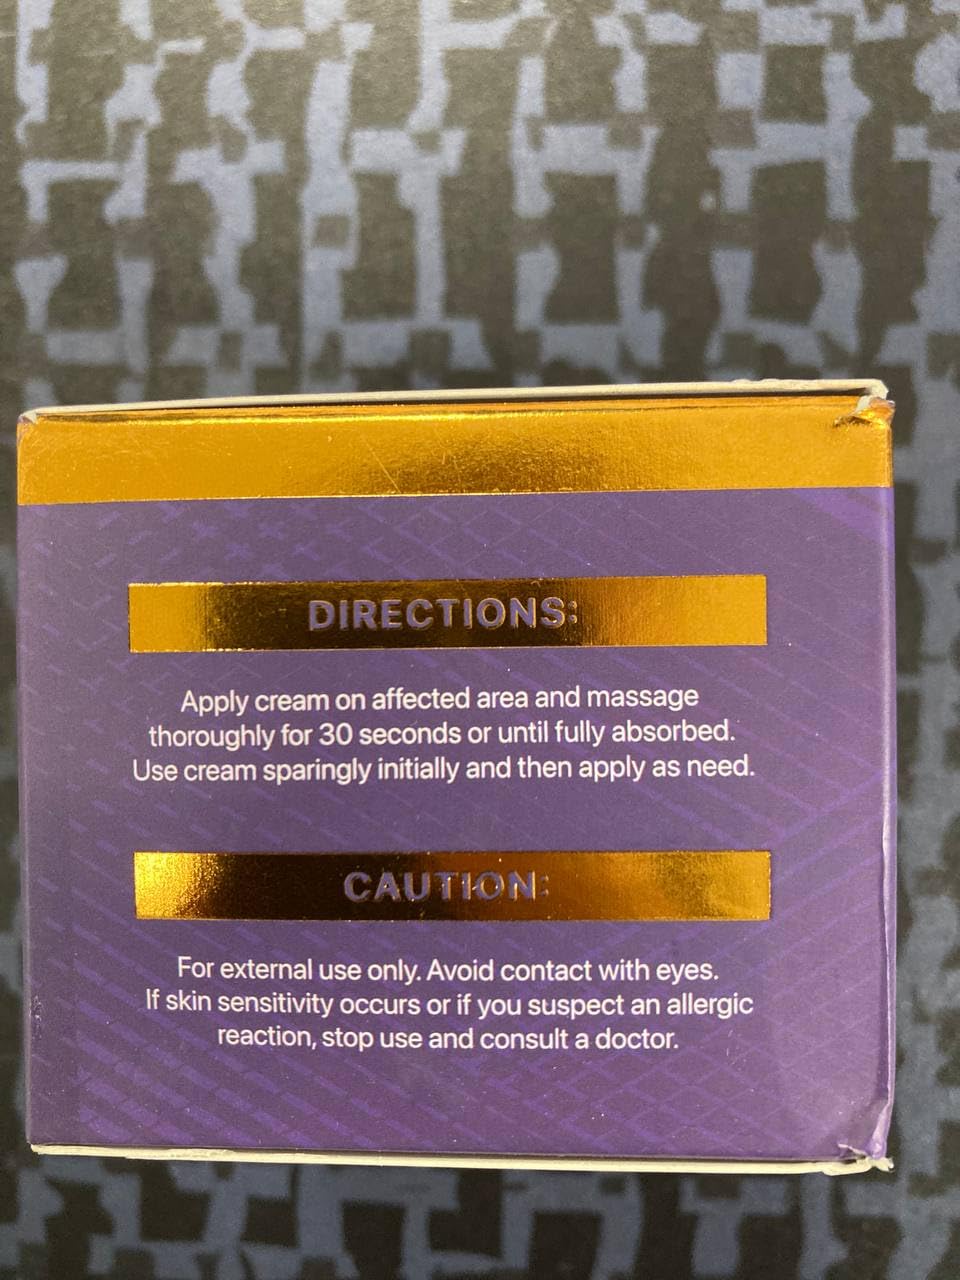 DIRECTIONS:
Apply cream on affected area and massage
thoroughly for 30 seconds or until fully absorbed.
Use cream sparingly initially and then apply as need.
CAUTION:
For external use only. Avoid contact with eyes.
If skin sensitivity occurs or if you suspect an allergic
reaction, stop use and consult a doctor.